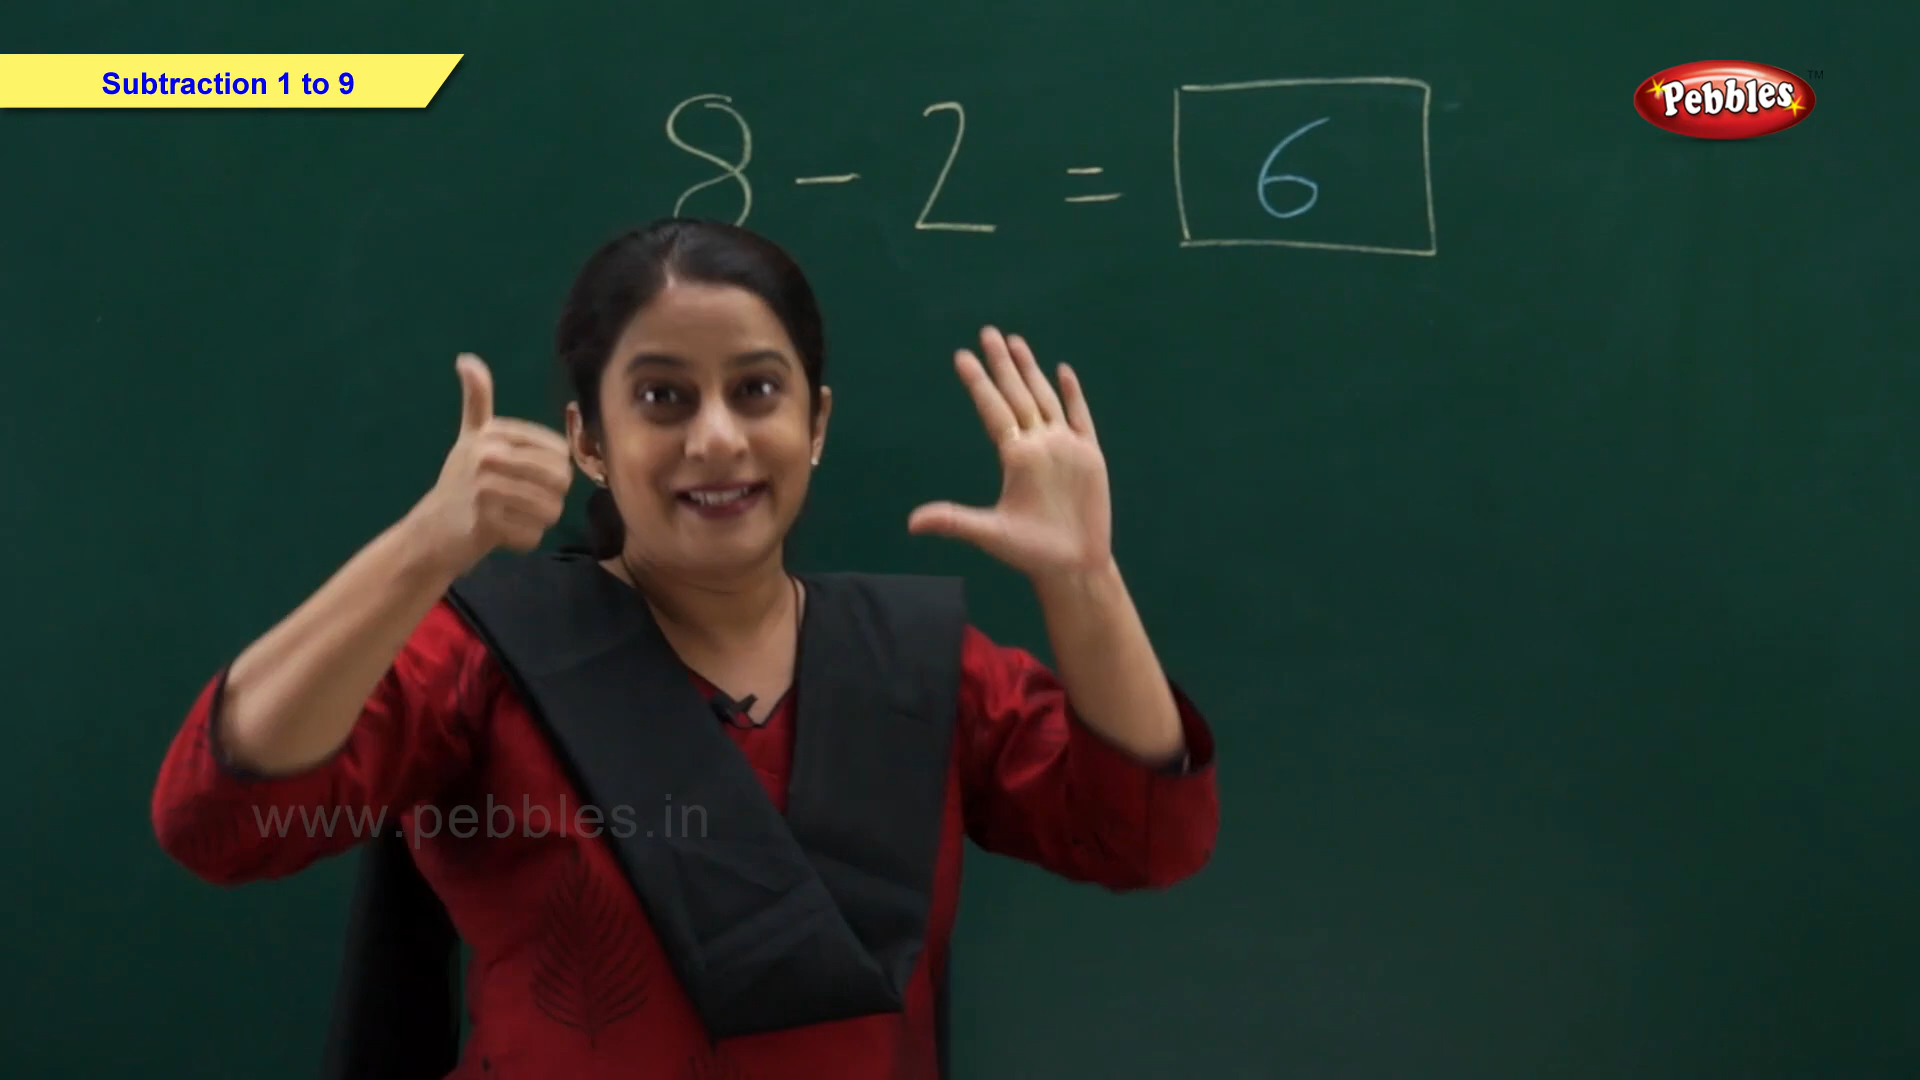 Subtraction 1 to 9
Pebbles TM
8 - 2 = 6
www.pebbles.in